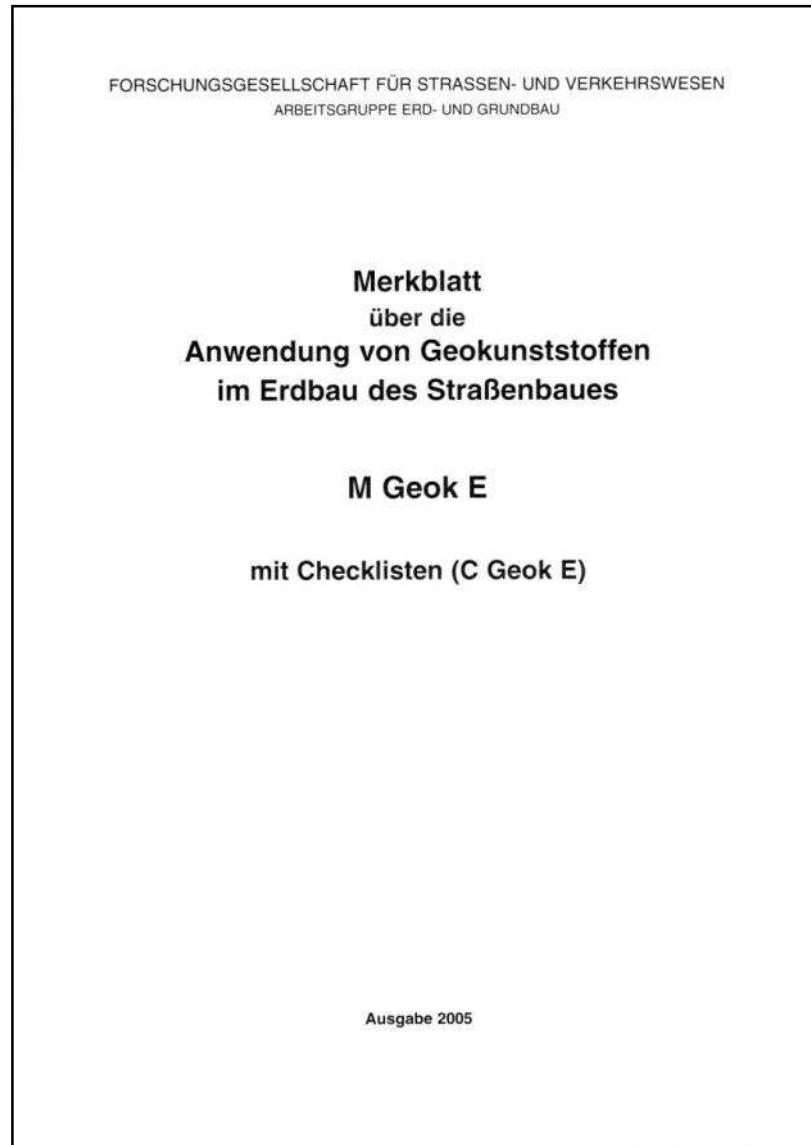 FORSCHUNGSGESELLSCHAFT FÜR STRASSEN- UND VERKEHRSWESEN
ARBEITSGRUPPE ERD- UND GRUNDBAU
Merkblatt
über die
Anwendung von Geokunststoffen
im Erdbau des Straßenbaues
M Geok E
mit Checklisten (C Geok E)
Ausgabe 2005